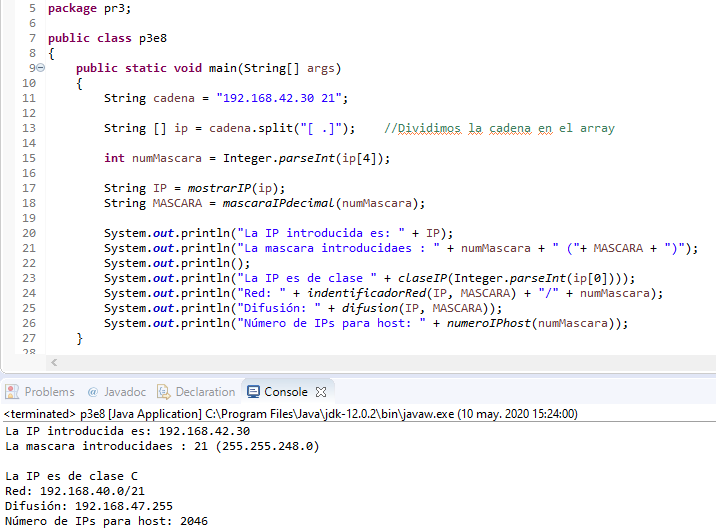 5 package pr3;
6
7 public class p3e8
8 {
9 public static void main(String[] args)
10 {
11 String cadena = "192.168.42.30 21";
12
13 String [] ip = cadena.split("[ .]"); //Dividimos la cadena en el array
14
15 int numMascara = Integer.parseInt(ip[4]);
16
17 String IP = mostrarIP(ip);
18 String MASCARA = mascaraIPdecimal(numMascara);
19
20 System.out.println("La IP introducida es: " + IP);
21 System.out.println("La mascara introducidaes : " + numMascara + " ("+ MASCARA + ")");
22 System.out.println();
23 System.out.println("La IP es de clase " + claseIP(Integer.parseInt(ip[0])));
24 System.out.println("Red: " + indentificadorRed(IP, MASCARA) + "/" + numMascara);
25 System.out.println("Difusión: " + difusion(IP, MASCARA));
26 System.out.println("Número de IPs para host: " + numeroIPhost(numMascara));
27 }
28
Problems @ Javadoc Declaration Console
<terminated> p3e8 [Java Application] C:\Program Files\Java\jdk-12.0.2\bin\javaw.exe (10 may. 2020 15:24:00)
La IP introducida es: 192.168.42.30
La mascara introducidaes : 21 (255.255.248.0)

La IP es de clase C
Red: 192.168.40.0/21
Difusión: 192.168.47.255
Número de IPs para host: 2046